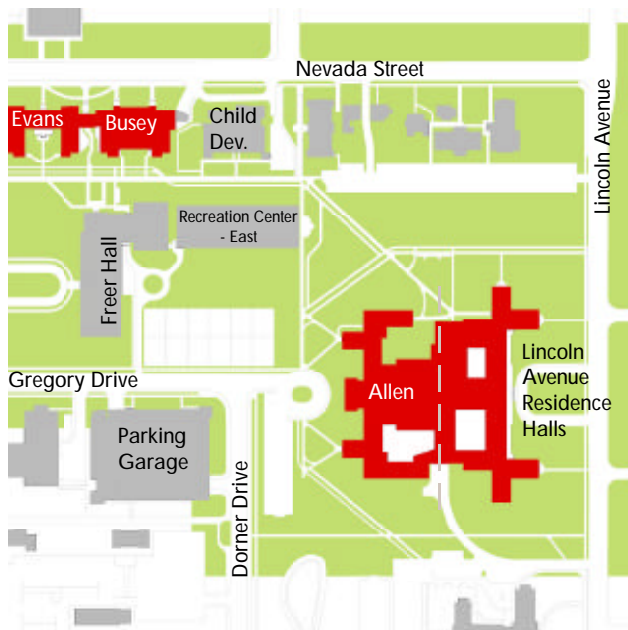 Nevada Street
Evans
Busey
Child
Dev.
Lincoln Avenue
Recreation Center
- East
Freer Hall
Gregory Drive
Allen
Lincoln
Avenue
Residence
Halls
Parking
Garage
Dorner Drive